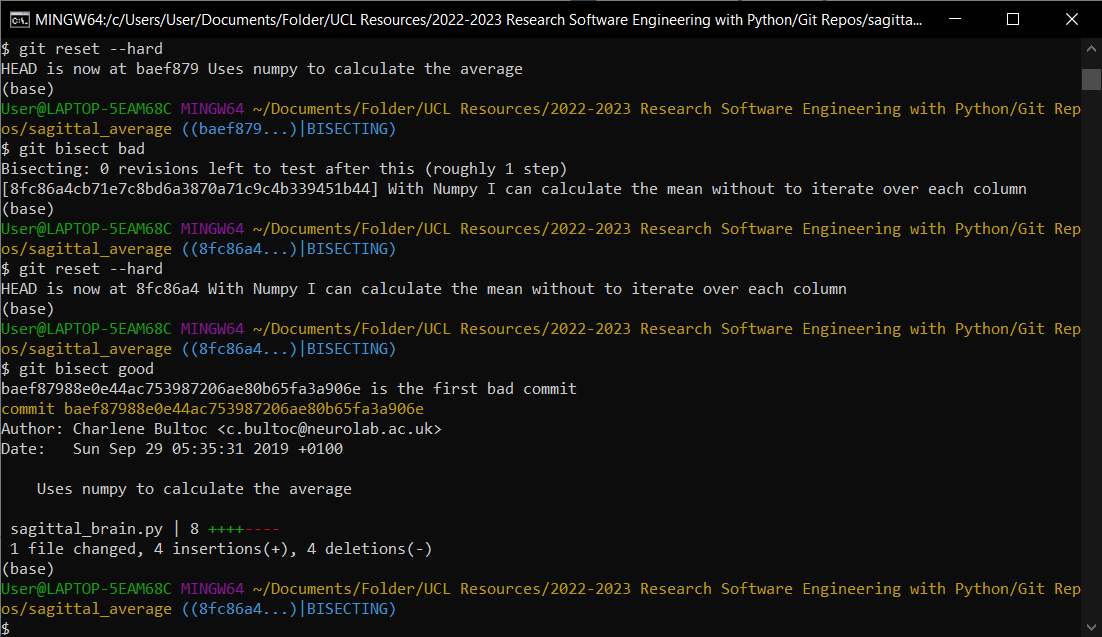 MINGW64:/c/Users/User/Documents/Folder/UCL Resources/2022-2023 Research Software Engineering with Python/Git Repos/sagitta...
$ git reset --hard
HEAD is now at baef879 Uses numpy to calculate the average
(base)
User@LAPTOP-5EAM68C MINGW64 ~/Documents/Folder/UCL Resources/2022-2023 Research Software Engineering with Python/Git Rep
os/sagittal_average ((baef879...)|BISECTING)
$ git bisect bad
Bisecting: 0 revisions left to test after this (roughly 1 step)
[8fc86a4cb71e7c8bd6a3870a71c9c4b339451b44] With Numpy I can calculate the mean without to iterate over each column
(base)
User@LAPTOP-5EAM68C MINGW64 ~/Documents/Folder/UCL Resources/2022-2023 Research Software Engineering with Python/Git Rep
os/sagittal_average ((8fc86a4...)|BISECTING)
$ git reset --hard
HEAD is now at 8fc86a4 With Numpy I can calculate the mean without to iterate over each column
(base)
User@LAPTOP-5EAM68C MINGW64 ~/Documents/Folder/UCL Resources/2022-2023 Research Software Engineering with Python/Git Rep
os/sagittal_average ((8fc86a4...)|BISECTING)
$ git bisect good
baef87988e0e44ac753987206ae80b65fa3a906e is the first bad commit
commit baef87988e0e44ac753987206ae80b65fa3a906e
Author: Charlene Bultoc <c.bultoc@neurolab.ac.uk>
Date:   Sun Sep 29 05:35:31 2019 +0100
    Uses numpy to calculate the average
 sagittal_brain.py | 8 ++++----
 1 file changed, 4 insertions(+), 4 deletions(-)
(base)
User@LAPTOP-5EAM68C MINGW64 ~/Documents/Folder/UCL Resources/2022-2023 Research Software Engineering with Python/Git Rep
os/sagittal_average ((8fc86a4...)|BISECTING)
$